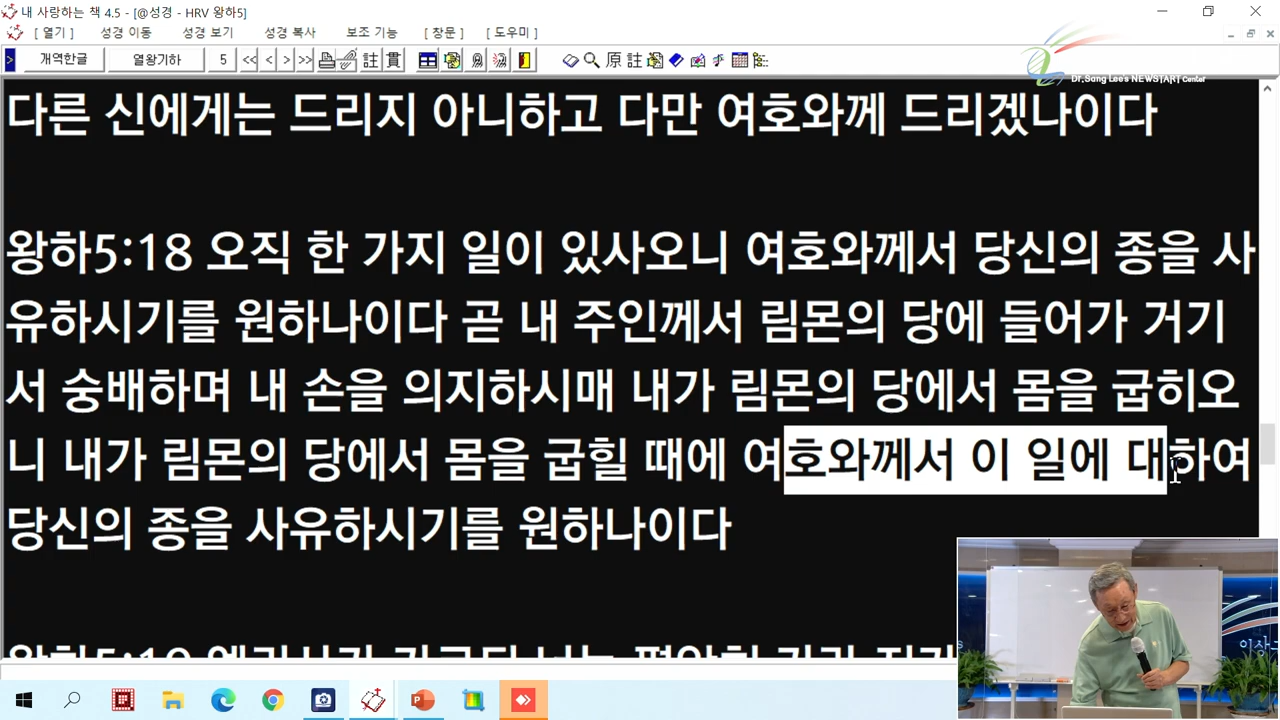 내 사랑하는 책 4.5 - [@성경 - HRV 왕하5]
[ 열기 ] 성경 이동 성경 보기 성경 복사 보조 기능 [ 창문 ] [ 도우미 ]
개역한글 열왕기하 5 << < > >> 註 貫 原 註
Dr. Sang Lee's NEWSTART Center
다른 신에게는 드리지 아니하고 다만 여호와께 드리겠나이다
왕하5:18 오직 한 가지 일이 있사오니 여호와께서 당신의 종을 사
유하시기를 원하나이다 곧 내 주인께서 림몬의 당에 들어가 거기
서 숭배하며 내 손을 의지하시매 내가 림몬의 당에서 몸을 굽히오
니 내가 림몬의 당에서 몸을 굽힐 때에 여호와께서 이 일에 대하여
당신의 종을 사유하시기를 원하나이다
이상구